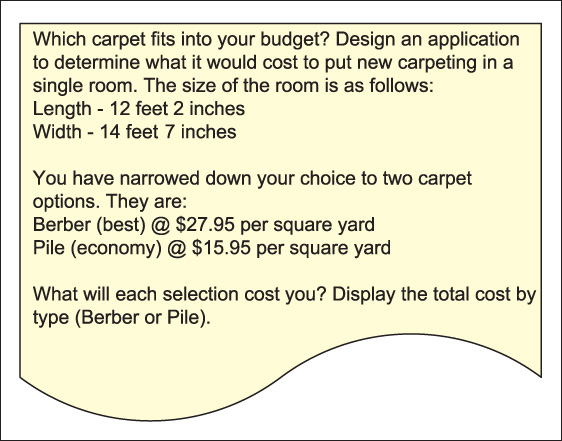 Which carpet fits into your budget? Design an application
to determine what it would cost to put new carpeting in a
single room. The size of the room is as follows:
Length - 12 feet 2 inches
Width - 14 feet 7 inches
You have narrowed down your choice to two carpet
options. They are:
Berber (best) @ $27.95 per square yard
Pile (economy) @ $15.95 per square yard
What will each selection cost you? Display the total cost by
type (Berber or Pile).